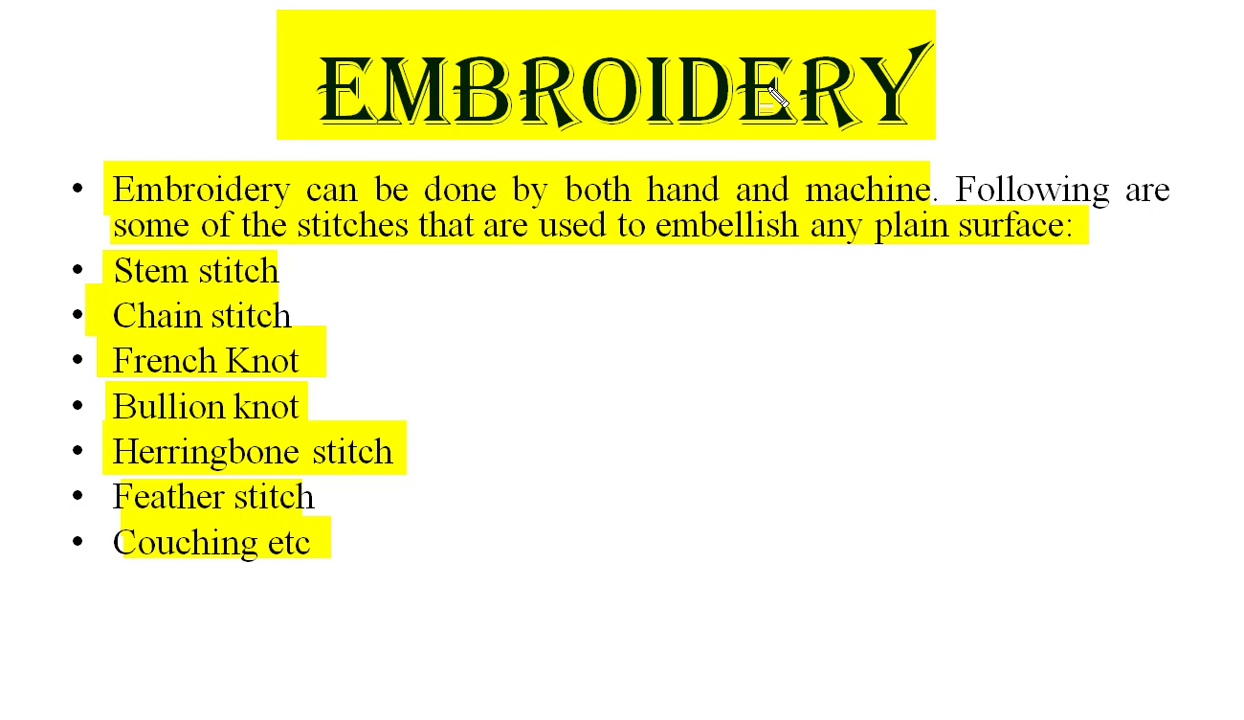 EMBROIDERY
• Embroidery can be done by both hand and machine. Following are
some of the stitches that are used to embellish any plain surface:
• Stem stitch
• Chain stitch
• French Knot
• Bullion knot
• Herringbone stitch
• Feather stitch
• Couching etc